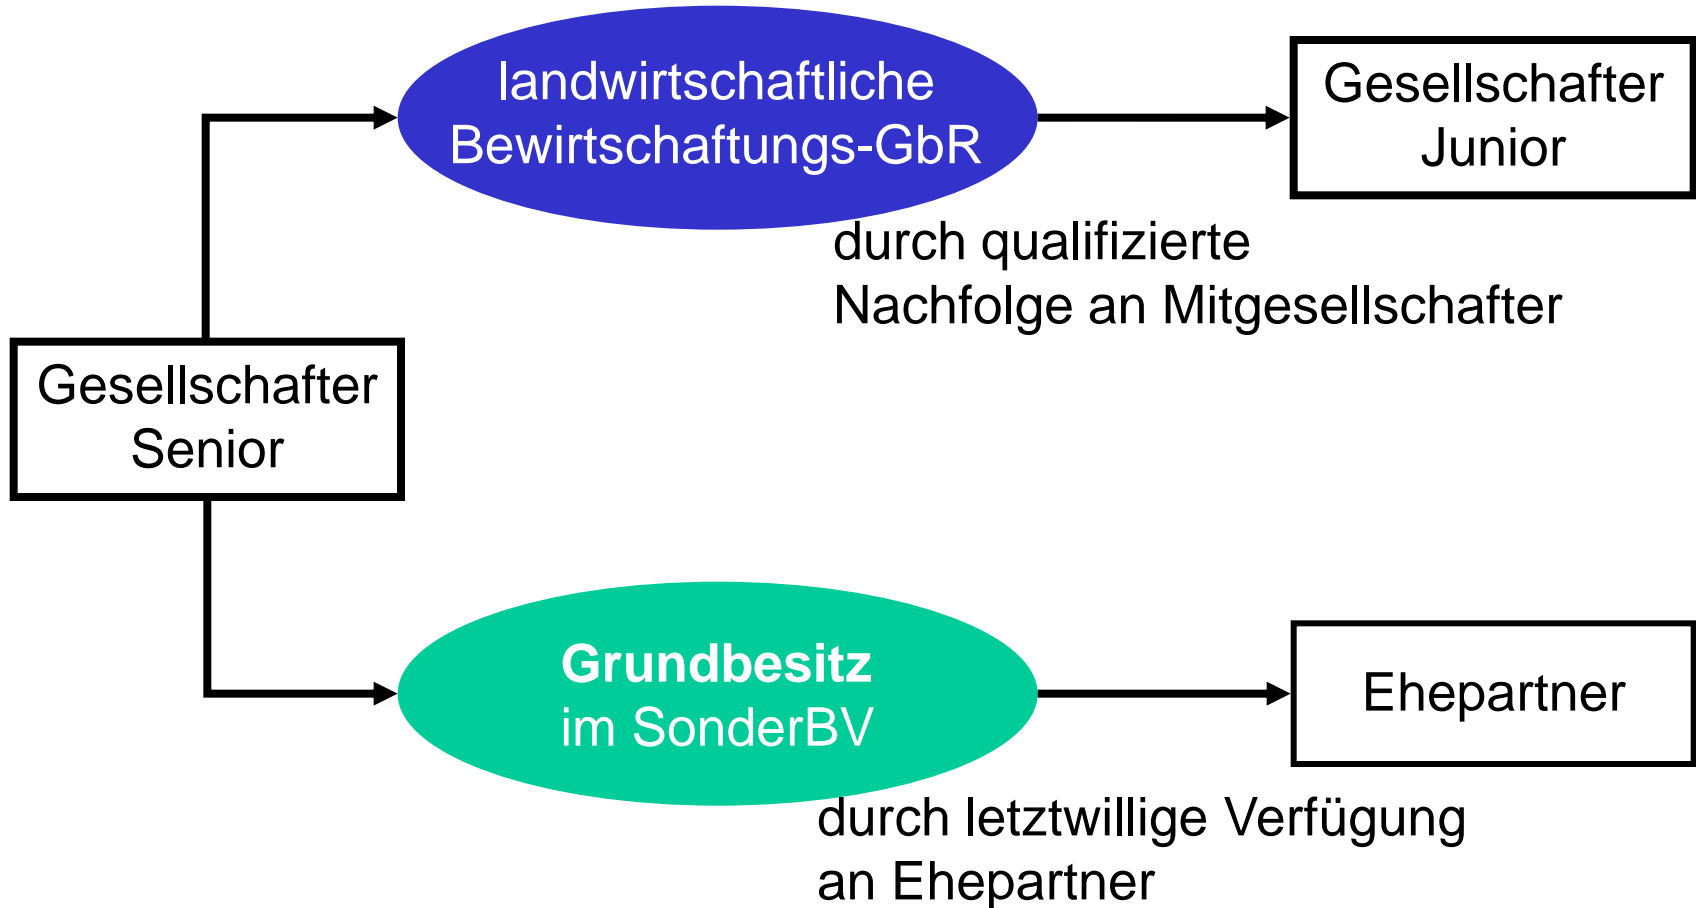 landwirtschaftliche
Bewirtschaftungs-GbR
Gesellschafter
Junior
durch qualifizierte
Nachfolge an Mitgesellschafter
Gesellschafter
Senior
Grundbesitz
im SonderBV
Ehepartner
durch letztwillige Verfügung
an Ehepartner